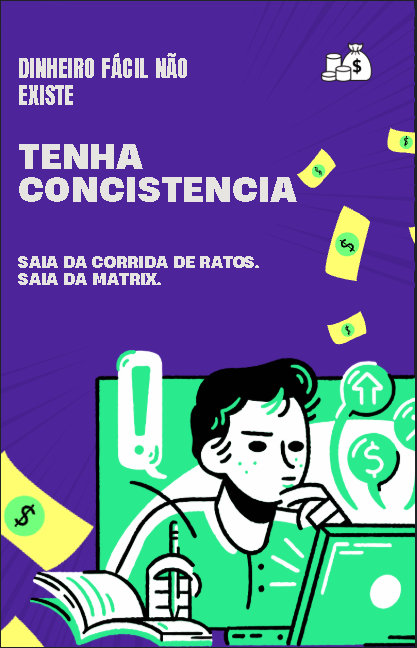 DINHEIRO FÁCIL NÃO
EXISTE
TENHA
CONCISTENCIA
SAIA DA CORRIDA DE RATOS.
SAIA DA MATRIX.